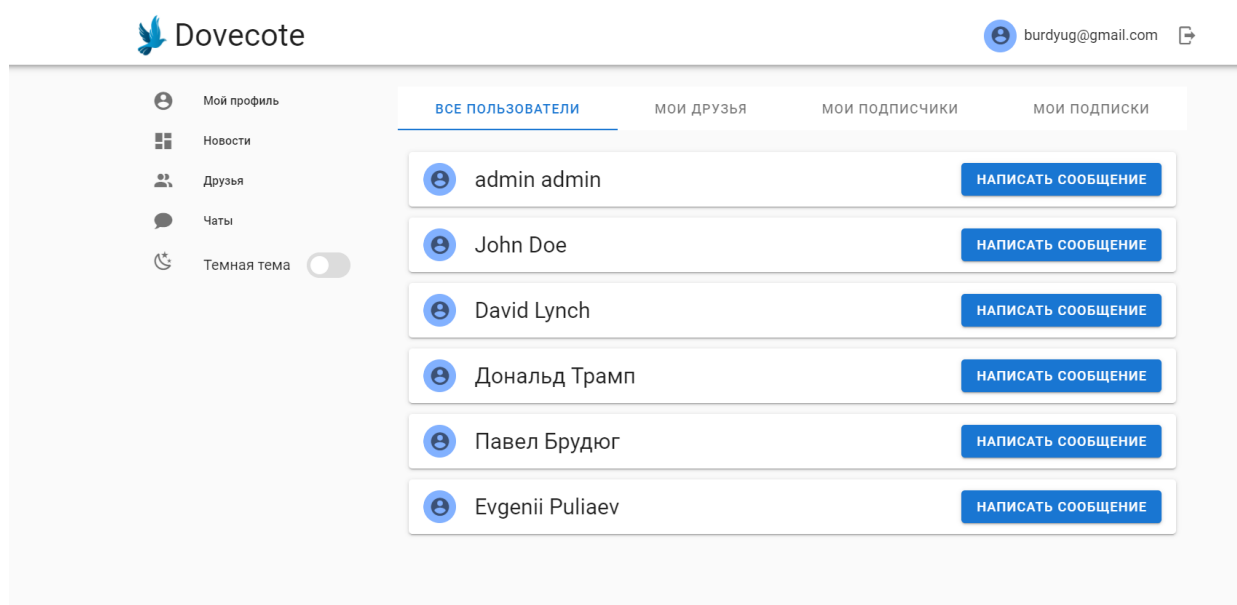 Dovecote
burdyug@gmail.com
Мой профиль
Новости
Друзья
Чаты
Темная тема
ВСЕ ПОЛЬЗОВАТЕЛИ МОИ ДРУЗЬЯ МОИ ПОДПИСЧИКИ МОИ ПОДПИСКИ
admin admin НАПИСАТЬ СООБЩЕНИЕ
John Doe НАПИСАТЬ СООБЩЕНИЕ
David Lynch НАПИСАТЬ СООБЩЕНИЕ
Дональд Трамп НАПИСАТЬ СООБЩЕНИЕ
Павел Брудюг НАПИСАТЬ СООБЩЕНИЕ
Evgenii Puliaev НАПИСАТЬ СООБЩЕНИЕ